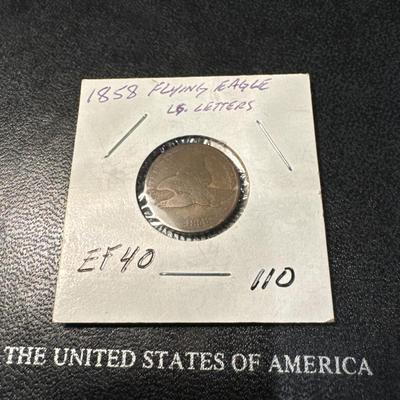 1858 FLYING EAGLE
LG. LETTERS
EF40
110
THE UNITED STATES OF AMERICA